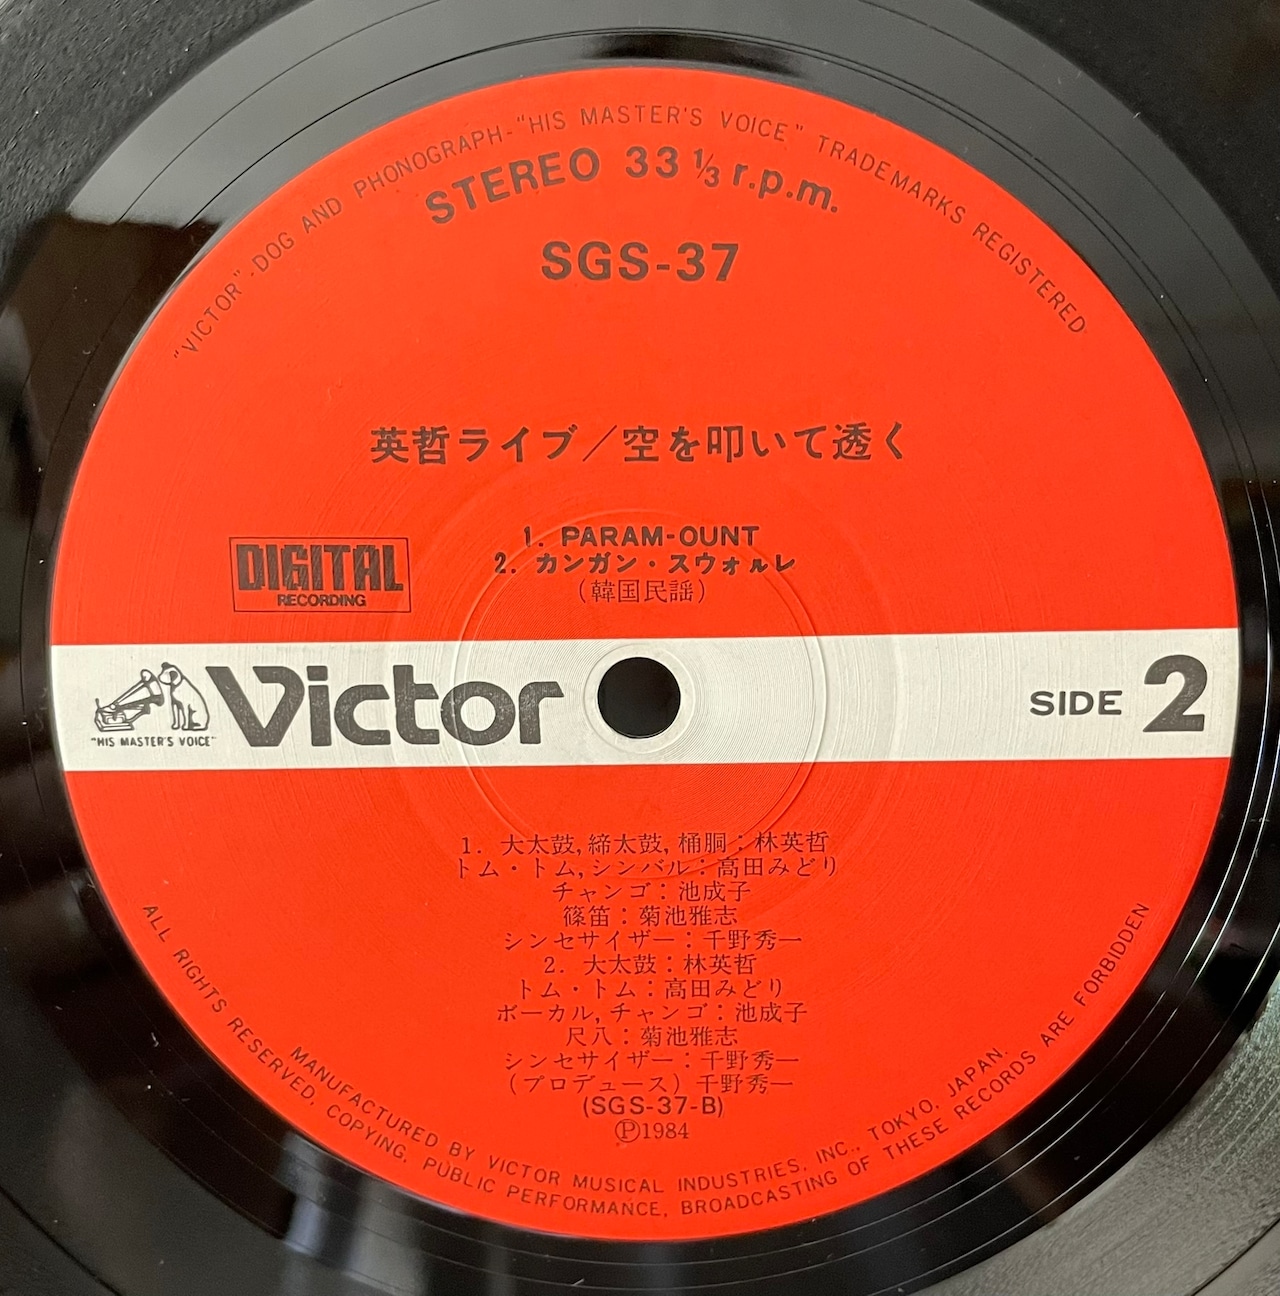 "VICTOR"-DOG AND PHONOGRAPH-"HIS MASTER'S VOICE" TRADEMARKS REGISTERED
STEREO 33 1/3 r.p.m.
SGS-37
英哲ライブ／空を叩いて透く
1. PARAM-OUNT
2. カンガン・スウォルレ
(韓国民謡)
DIGITAL
RECORDING
"HIS MASTER'S VOICE"
Victor
SIDE 2
1. 大太鼓, 締太鼓, 桶胴：林英哲
トム・トム, シンバル：高田みどり
チャンゴ：池成子
篠笛：菊池雅志
シンセサイザー：千野秀一
2. 大太鼓：林英哲
トム・トム：高田みどり
ボーカル, チャンゴ：池成子
尺八：菊池雅志
シンセサイザー：千野秀一
(プロデュース) 千野秀一
(SGS-37-B)
Ⓟ1984
MANUFACTURED BY VICTOR MUSICAL INDUSTRIES, INC., TOKYO, JAPAN.
ALL RIGHTS RESERVED, COPYING, PUBLIC PERFORMANCE, BROADCASTING OF THESE RECORDS ARE FORBIDDEN